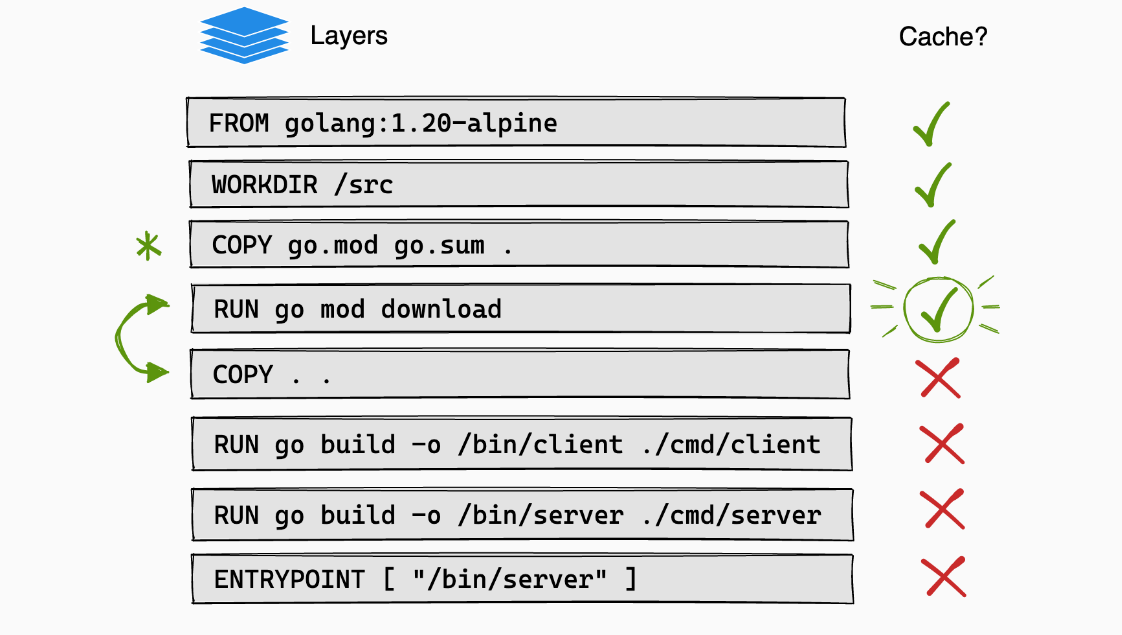 Layers
Cache?
FROM golang:1.20-alpine
WORKDIR /src
* COPY go.mod go.sum .
RUN go mod download
COPY . .
RUN go build -o /bin/client ./cmd/client
RUN go build -o /bin/server ./cmd/server
ENTRYPOINT [ "/bin/server" ]